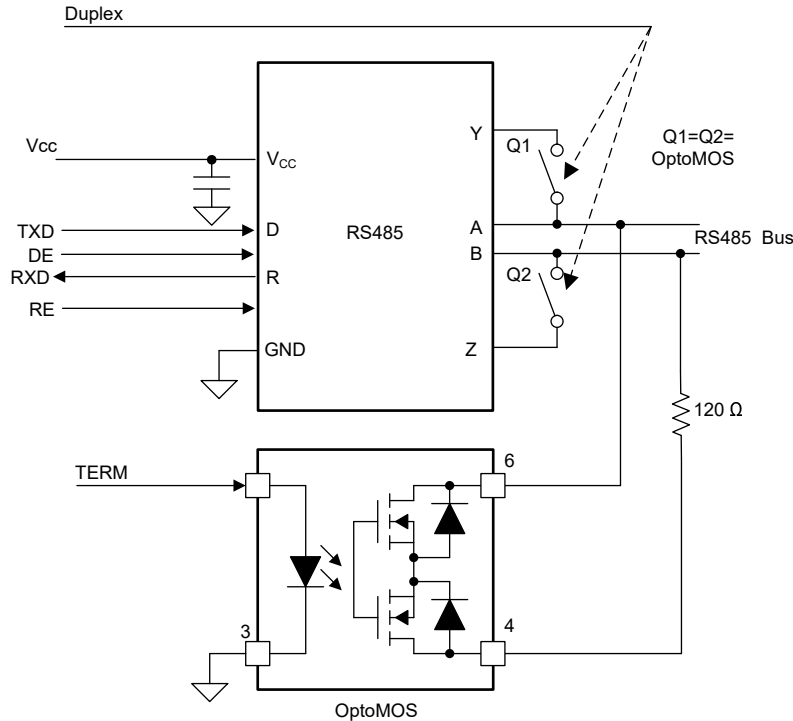 Duplex
Y
Q1
Q1=Q2=
OptoMOS
Vcc
VCC
TXD
D
RS485
A
RS485 Bus
DE
B
RXD
R
Q2
RE
GND
Z
120 Ω
TERM
6
3
4
OptoMOS